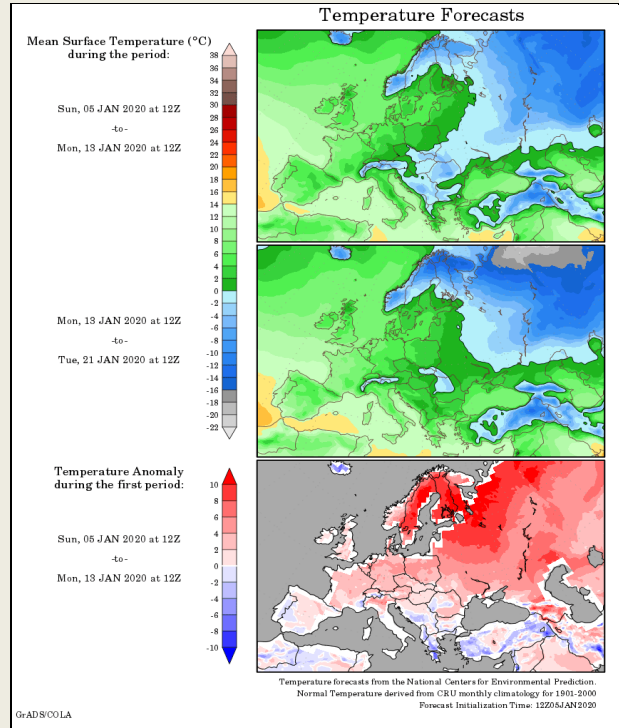 Temperature Forecasts
Mean Surface Temperature (°C)
during the period:
Sun, 05 JAN 2020 at 12Z
-to-
Mon, 13 JAN 2020 at 12Z
38
36
34
32
30
28
26
24
22
20
18
16
14
12
10
8
6
4
2
0
-2
-4
-6
-8
-10
-12
-14
-16
-18
-20
-22
Mon, 13 JAN 2020 at 12Z
-to-
Tue, 21 JAN 2020 at 12Z
Temperature Anomaly
during the first period:
Sun, 05 JAN 2020 at 12Z
-to-
Mon, 13 JAN 2020 at 12Z
10
8
6
4
2
0
-2
-4
-6
-8
-10
Temperature forecasts from the National Centers for Environmental Prediction.
Normal Temperature derived from CRU monthly climatology for 1901-2000
Forecast Initialization Time: 12Z05JAN2020
GrADS/COLA